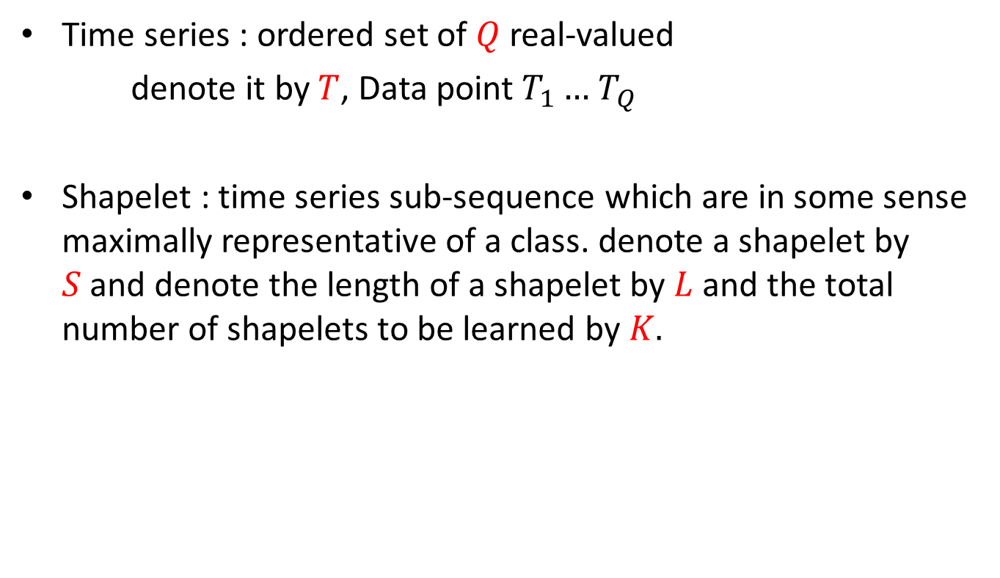 • Time series : ordered set of Q real-valued
denote it by T, Data point T₁ ... T_Q
• Shapelet : time series sub-sequence which are in some sense
maximally representative of a class. denote a shapelet by
S and denote the length of a shapelet by L and the total
number of shapelets to be learned by K.